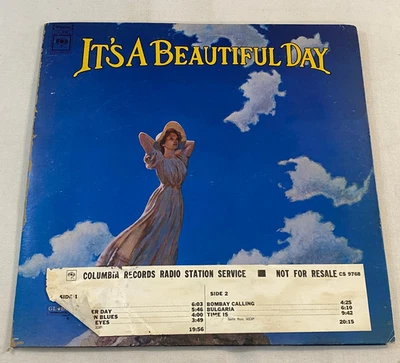 IT'S A BEAUTIFUL DAY
COLUMBIA RECORDS RADIO STATION SERVICE NOT FOR RESALE CS 9768
SIDE 1 SIDE 2
6:03 BOMBAY CALLING 4:25
ER DAY 5:46 BULGARIA 6:10
N BLUES 4:00 TIME IS 9:42
EYES 3:49
19:56 20:15